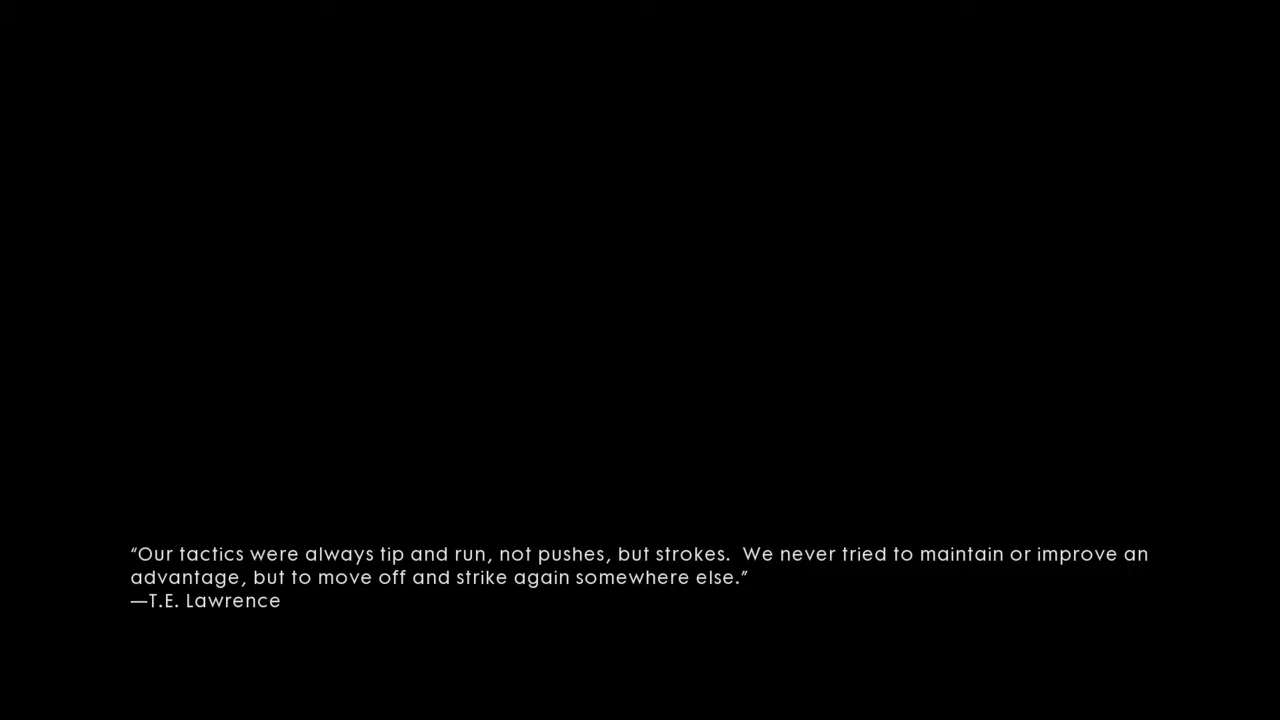 “Our tactics were always tip and run, not pushes, but strokes.  We never tried to maintain or improve an
advantage, but to move off and strike again somewhere else.”
—T.E. Lawrence